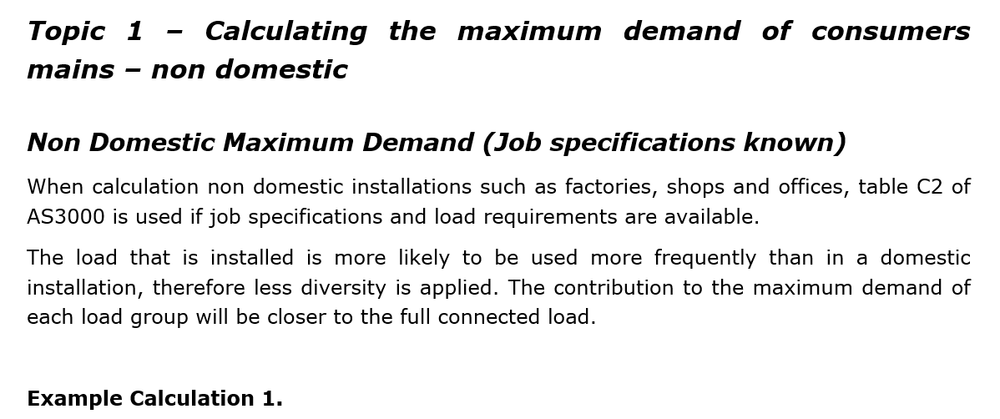 Topic 1 – Calculating the maximum demand of consumers
mains – non domestic
Non Domestic Maximum Demand (Job specifications known)
When calculation non domestic installations such as factories, shops and offices, table C2 of
AS3000 is used if job specifications and load requirements are available.
The load that is installed is more likely to be used more frequently than in a domestic
installation, therefore less diversity is applied. The contribution to the maximum demand of
each load group will be closer to the full connected load.
Example Calculation 1.